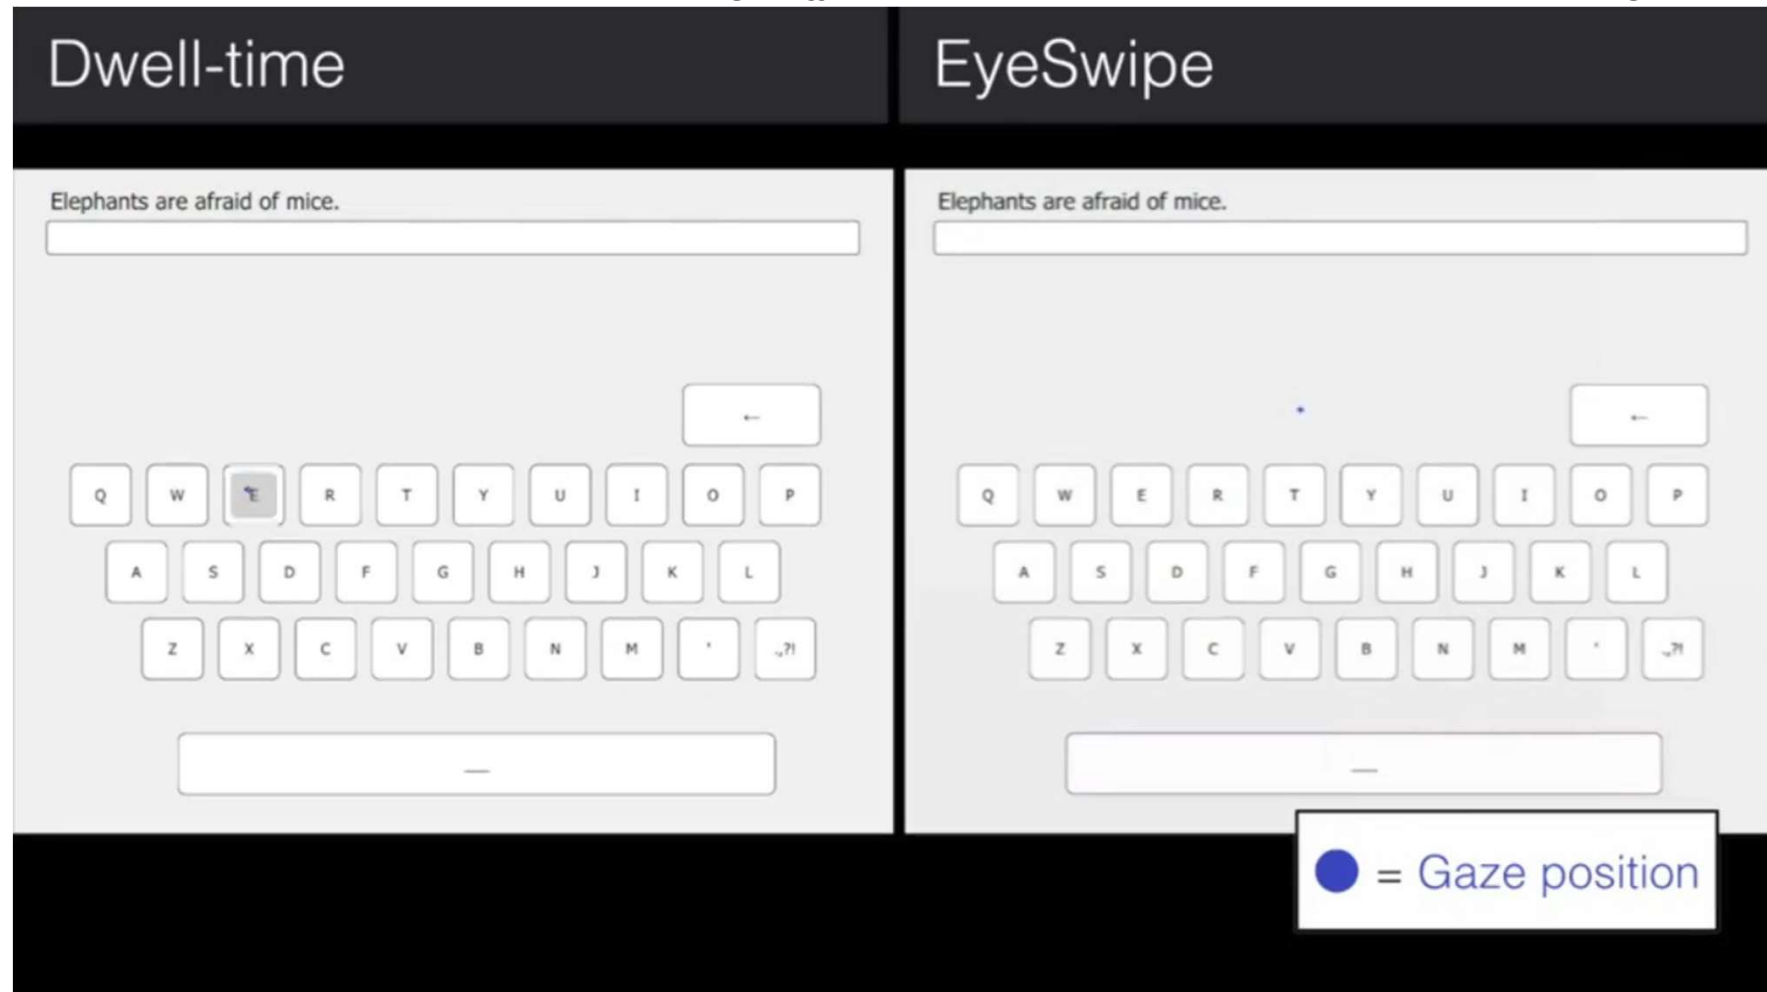 Dwell-time
EyeSwipe
Elephants are afraid of mice.
Elephants are afraid of mice.
←
←
Q W E R T Y U I O P
Q W E R T Y U I O P
A S D F G H J K L
A S D F G H J K L
Z X C V B N M ' .,?!
Z X C V B N M ' .,?!
_
_
= Gaze position